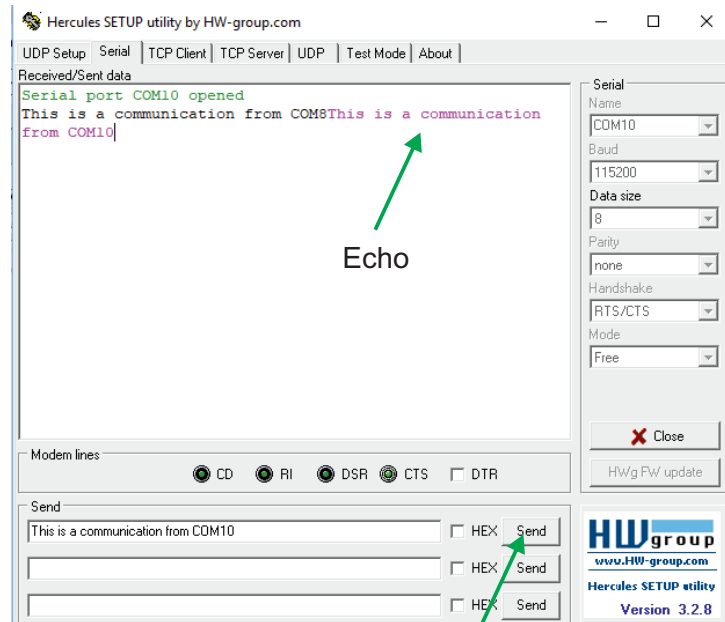 Hercules SETUP utility by HW-group.com
UDP Setup Serial TCP Client TCP Server UDP Test Mode About
Received/Sent data
Serial port COM10 opened
This is a communication from COM8This is a communication
from COM10
Echo
Serial
Name
COM10
Baud
115200
Data size
8
Parity
none
Handshake
RTS/CTS
Mode
Free
Close
HWg FW update
Modem lines
CD RI DSR CTS DTR
Send
This is a communication from COM10 HEX Send
HEX Send
HEX Send
HWgroup
www.HW-group.com
Hercules SETUP utility
Version 3.2.8